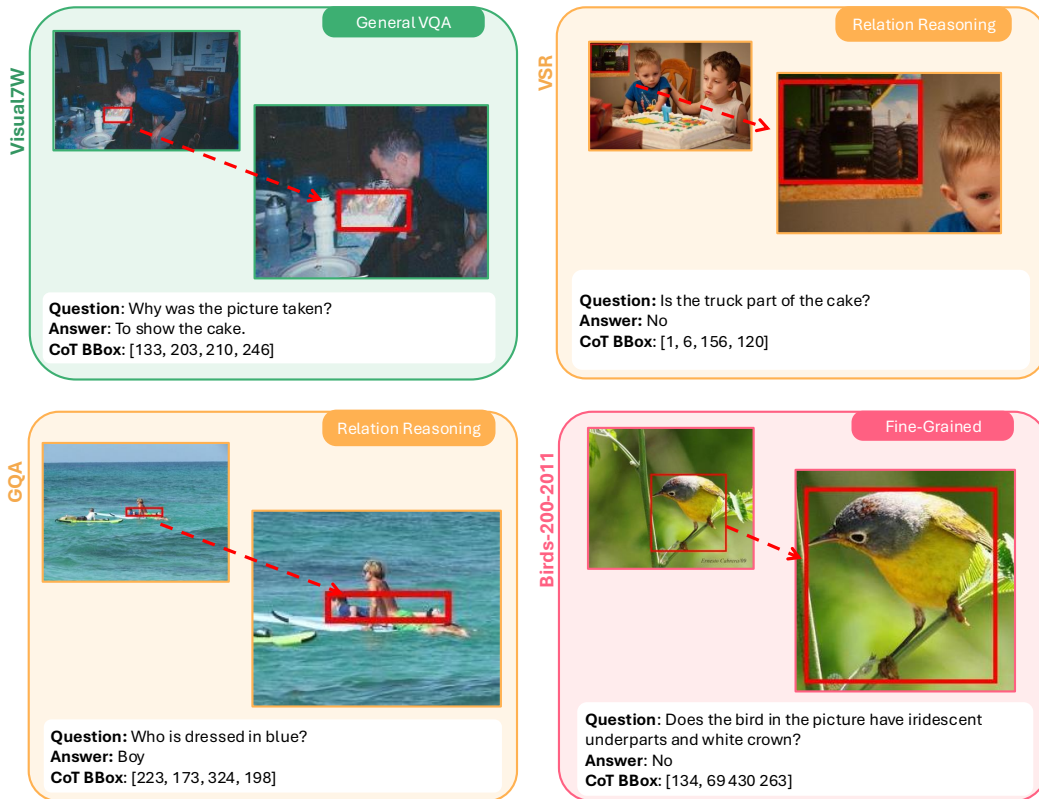 General VQA
Visual7W
Question: Why was the picture taken?
Answer: To show the cake.
CoT BBox: [133, 203, 210, 246]
Relation Reasoning
VSR
Question: Is the truck part of the cake?
Answer: No
CoT BBox: [1, 6, 156, 120]
Relation Reasoning
GQA
Question: Who is dressed in blue?
Answer: Boy
CoT BBox: [223, 173, 324, 198]
Fine-Grained
Birds-200-2011
Question: Does the bird in the picture have iridescent
underparts and white crown?
Answer: No
CoT BBox: [134, 69 430 263]